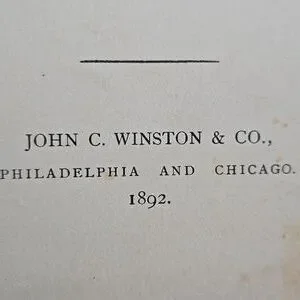 JOHN C. WINSTON & CO.,
PHILADELPHIA AND CHICAGO.
1892.